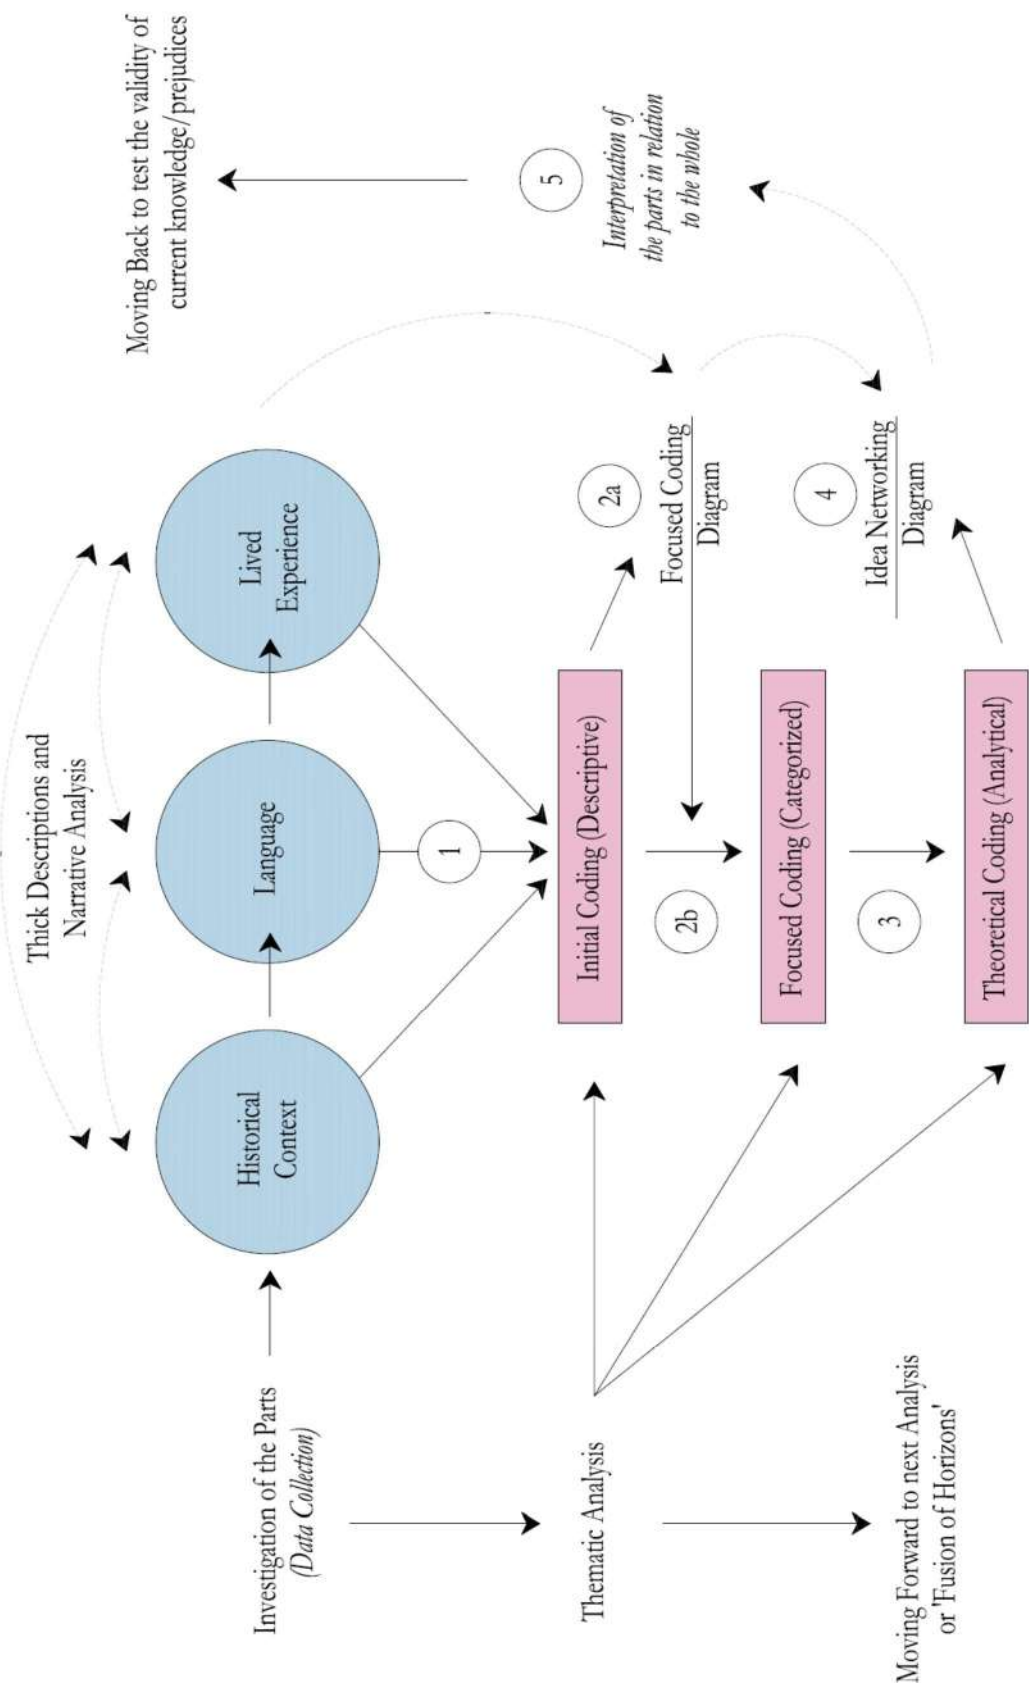 Thick Descriptions and
Narrative Analysis
Moving Back to test the validity of
current knowledge/prejudices
Investigation of the Parts
(Data Collection)
Historical
Context
Language
Lived
Experience
1
5
Interpretation of
the parts in relation
to the whole
Thematic Analysis
Initial Coding (Descriptive)
2a
Focused Coding
Diagram
2b
Focused Coding (Categorized)
4
Idea Networking
Diagram
3
Theoretical Coding (Analytical)
Moving Forward to next Analysis
or 'Fusion of Horizons'